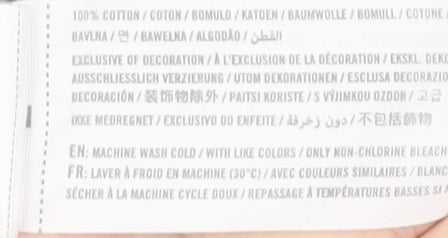 100% COTTON / COTON / BOMULD / KATOEN / BAUMWOLLE / BOMULL / COTONE
BAVLNA / 면 / BAWEŁNA / ALGODÃO / القطن
EXCLUSIVE OF DECORATION / À L'EXCLUSION DE LA DÉCORATION / EKSKL. DEKO
AUSSCHLIESSLICH VERZIERUNG / UTOM DEKORATIONEN / ESCLUSA DECORAZIO
DECORACIÓN / 装饰物除外 / PAITSI KORISTE / S VÝJIMKOU OZDOB / 고급
IKKE MEDREGNET / EXCLUSIVO DO ENFEITE / دون زخرفة / 不包括飾物
EN: MACHINE WASH COLD / WITH LIKE COLORS / ONLY NON-CHLORINE BLEACH
FR: LAVER À FROID EN MACHINE (30°C) / AVEC COULEURS SIMILAIRES / BLANC
SÉCHER À LA MACHINE CYCLE DOUX / REPASSAGE À TEMPÉRATURES BASSES SI